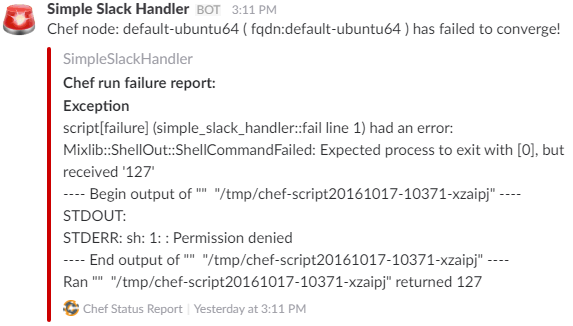 Simple Slack Handler BOT 3:11 PM
Chef node: default-ubuntu64 ( fqdn:default-ubuntu64 ) has failed to converge!
SimpleSlackHandler
Chef run failure report:
Exception
script[failure] (simple_slack_handler::fail line 1) had an error:
Mixlib::ShellOut::ShellCommandFailed: Expected process to exit with [0], but
received '127'
---- Begin output of ""  "/tmp/chef-script20161017-10371-xzaipj" ----
STDOUT:
STDERR: sh: 1: : Permission denied
---- End output of ""  "/tmp/chef-script20161017-10371-xzaipj" ----
Ran ""  "/tmp/chef-script20161017-10371-xzaipj" returned 127
Chef Status Report | Yesterday at 3:11 PM